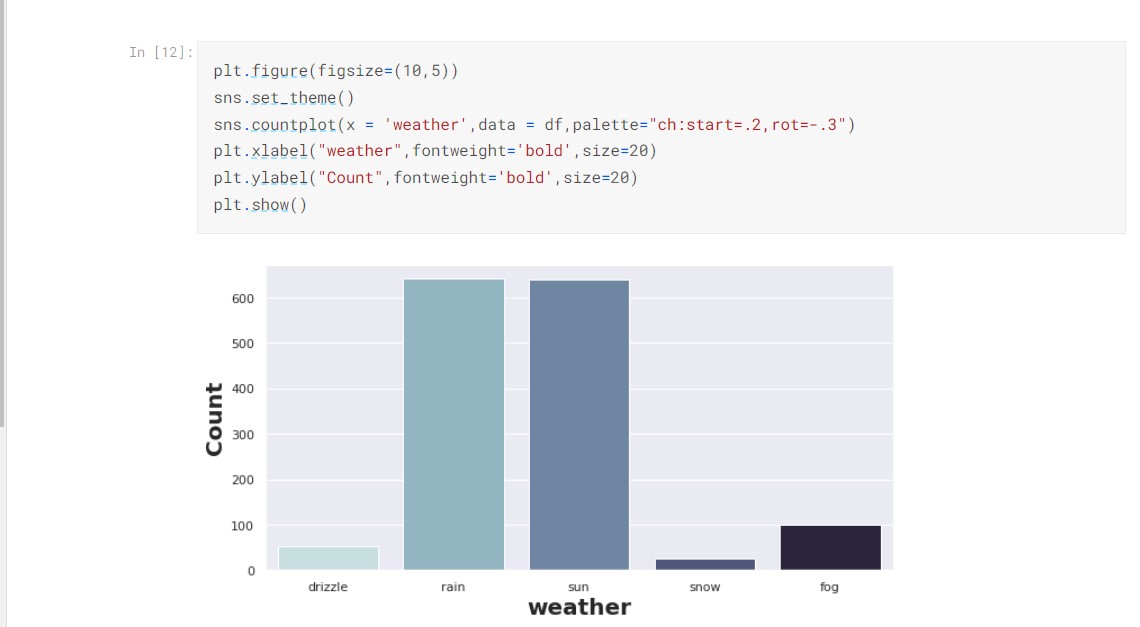 In [12]:
plt.figure(figsize=(10,5))
sns.set_theme()
sns.countplot(x = 'weather',data = df,palette="ch:start=.2,rot=-.3")
plt.xlabel("weather",fontweight='bold',size=20)
plt.ylabel("Count",fontweight='bold',size=20)
plt.show()
600
500
400
300
200
100
0
Count
drizzle rain sun snow fog
weather